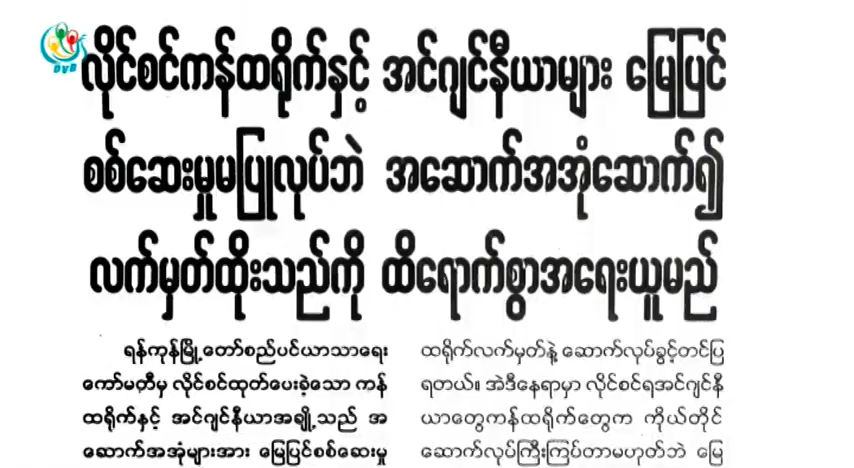 DVB
လိုင်စင်ကန်ထရိုက်နှင့် အင်ဂျင်နီယာများ မြေပြင်
စစ်ဆေးမှုမပြုလုပ်ဘဲ အဆောက်အအုံဆောက်၍
လက်မှတ်ထိုးသည်ကို ထိရောက်စွာအရေးယူမည်
ရန်ကုန်မြို့တော်စည်ပင်ယာသာရေး
ကော်မတီမှ လိုင်စင်ထုတ်ပေးခဲ့သော ကန်
ထရိုက်နှင့် အင်ဂျင်နီယာအချို့သည် အ
ဆောက်အအုံများအား မြေပြင်စစ်ဆေးမှု
ထရိုက်လက်မှတ်နဲ့ ဆောက်လုပ်ခွင့်တင်ပြ
ရတယ်။ အဲဒီနေရာမှာ လိုင်စင်ရအင်ဂျင်နီ
ယာတွေကန်ထရိုက်တွေက ကိုယ်တိုင်
ဆောက်လုပ်ကြီးကြပ်တာမဟုတ်ဘဲ မြေ